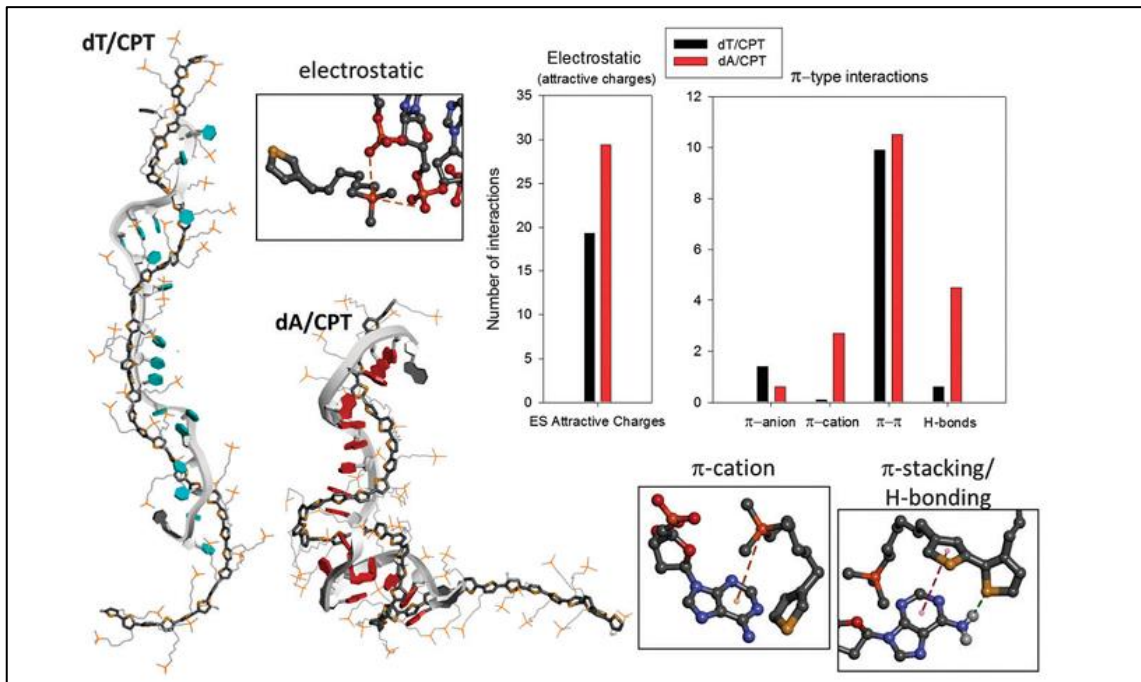 dT/CPT
electrostatic
Electrostatic
(attractive charges)
dT/CPT
dA/CPT
π−type interactions
Number of interactions
35
30
25
20
15
10
5
0
ES Attractive Charges
12
10
8
6
4
2
0
π−anion
π−cation
π−π
H-bonds
dA/CPT
π-cation
π-stacking/
H-bonding